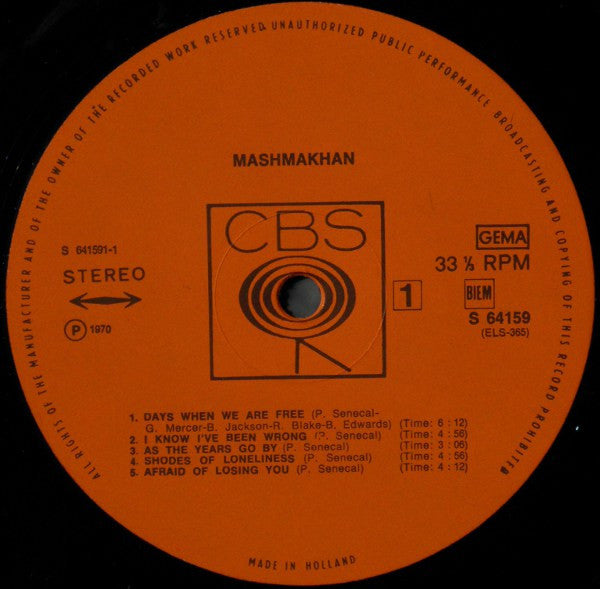 ALL RIGHTS OF THE MANUFACTURER AND OF THE OWNER OF THE RECORDED WORK RESERVED. UNAUTHORIZED PUBLIC PERFORMANCE BROADCASTING AND COPYING OF THIS RECORD PROHIBITED
MASHMAKHAN
CBS
S 641591-1
STEREO
℗ 1970
GEMA
33 ⅓ RPM
1
BIEM
S 64159
(ELS-365)
1. DAYS WHEN WE ARE FREE (P. Senecal-
G. Mercer-B. Jackson-R. Blake-B, Edwards) (Time: 6 : 12)
2. I KNOW I'VE BEEN WRONG (P. Senecal) (Time: 4 : 56)
3. AS THE YEARS GO BY (P. Senecal) (Time: 3 : 06)
4. SHODES OF LONELINESS (P. Senecal) (Time: 4 : 56)
5. AFRAID OF LOSING YOU (P. Senecal) (Time: 4 : 12)
MADE IN HOLLAND